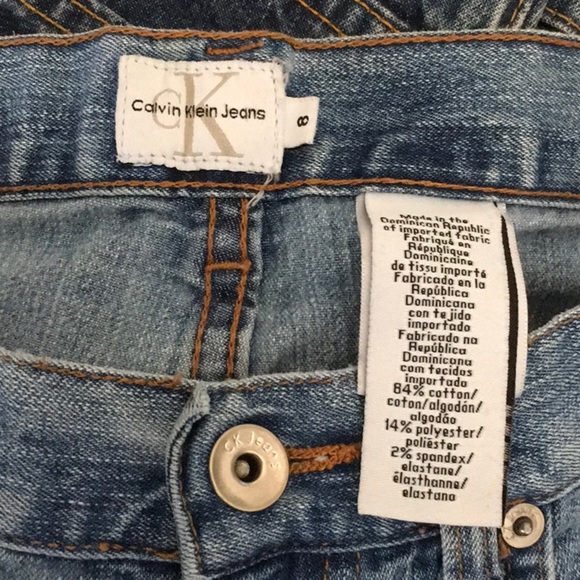 CK
Calvin Klein Jeans
8
Made in the
Dominican Republic
of imported fabric
Fabriqué en
République
Dominicaine
de tissu importé
Fabricado en la
República
Dominicana
con tejido
importado
Fabricado na
República
Dominicana
com tecidos
importada
84% cotton/
coton/algodón/
algodão
14% polyester/
poliéster
2% spandex/
elastane/
élasthanne/
elastano
CK Jeans